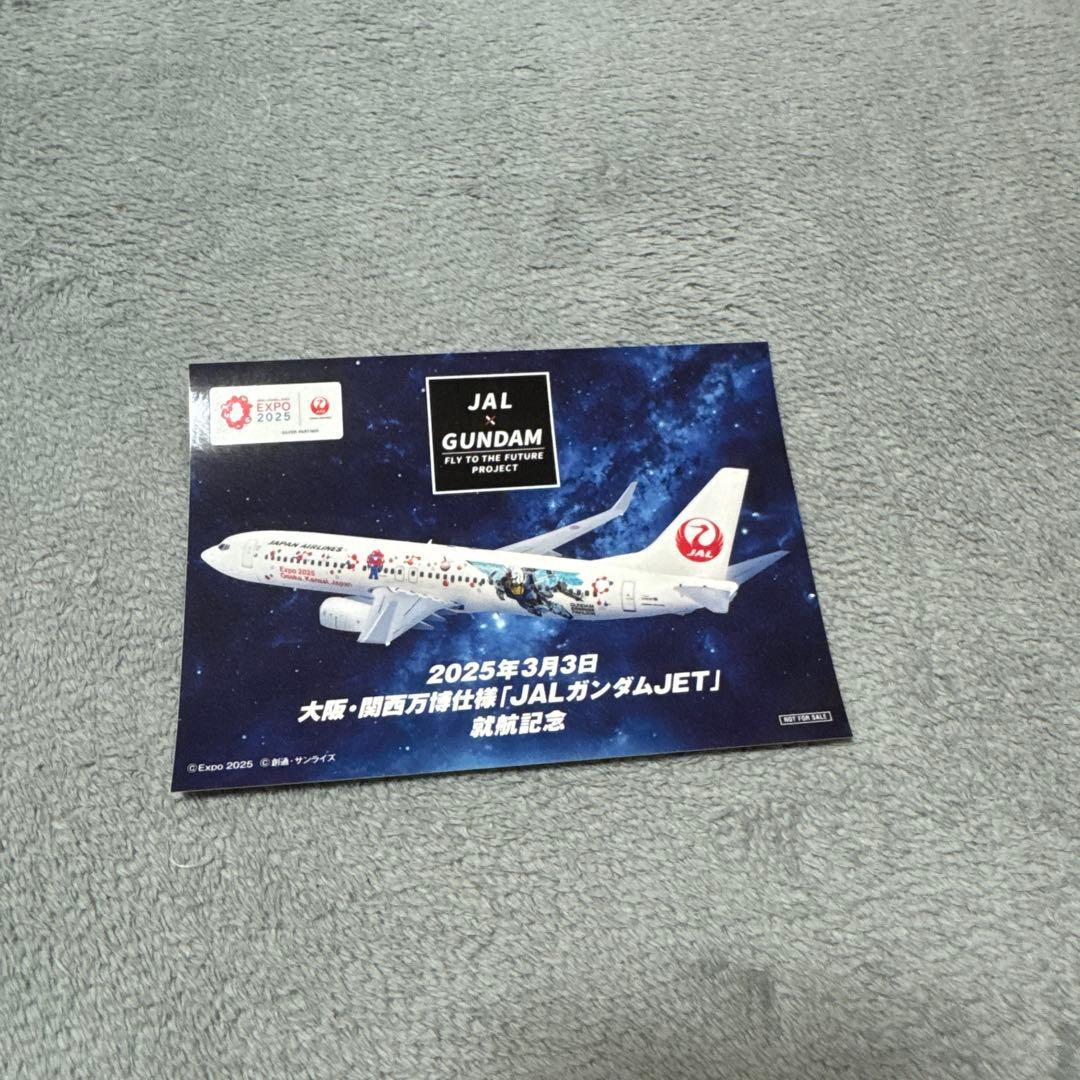 EXPO
2025
JAL
×
GUNDAM
FLY TO THE FUTURE
PROJECT
JAPAN AIRLINES
Expo 2025
Osaka, Kansai, Japan
GUNDAM
JAL
2025年3月3日
大阪・関西万博仕様「JALガンダムJET」
就航記念
NOT FOR SALE
©Expo 2025 ©創通・サンライズ